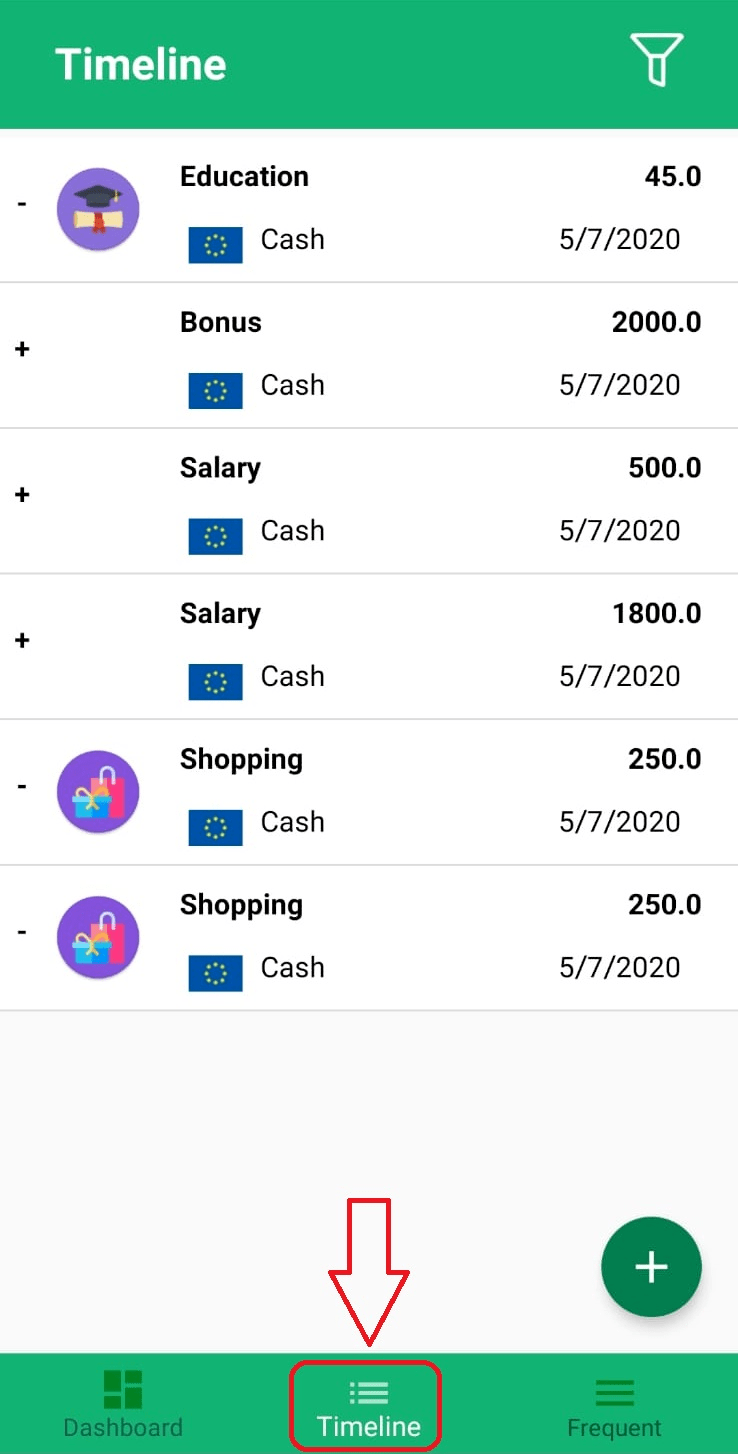 Timeline
Education 45.0
-
Cash 5/7/2020
Bonus 2000.0
+
Cash 5/7/2020
Salary 500.0
+
Cash 5/7/2020
Salary 1800.0
+
Cash 5/7/2020
Shopping 250.0
-
Cash 5/7/2020
Shopping 250.0
-
Cash 5/7/2020
+
Dashboard Timeline Frequent